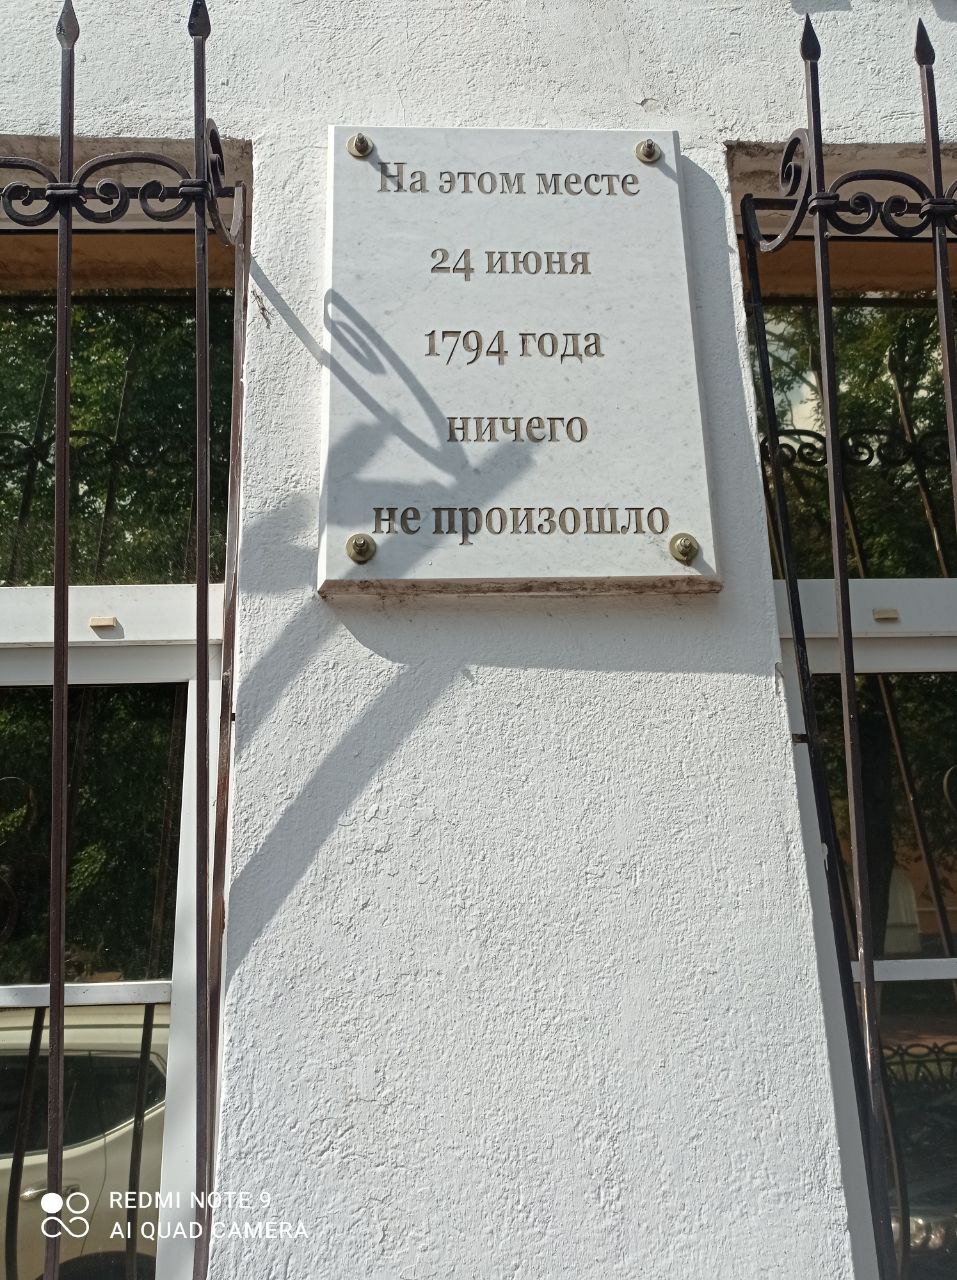 На этом месте
24 июня
1794 года
ничего
не произошло
REDMI NOTE 9
AI QUAD CAMERA